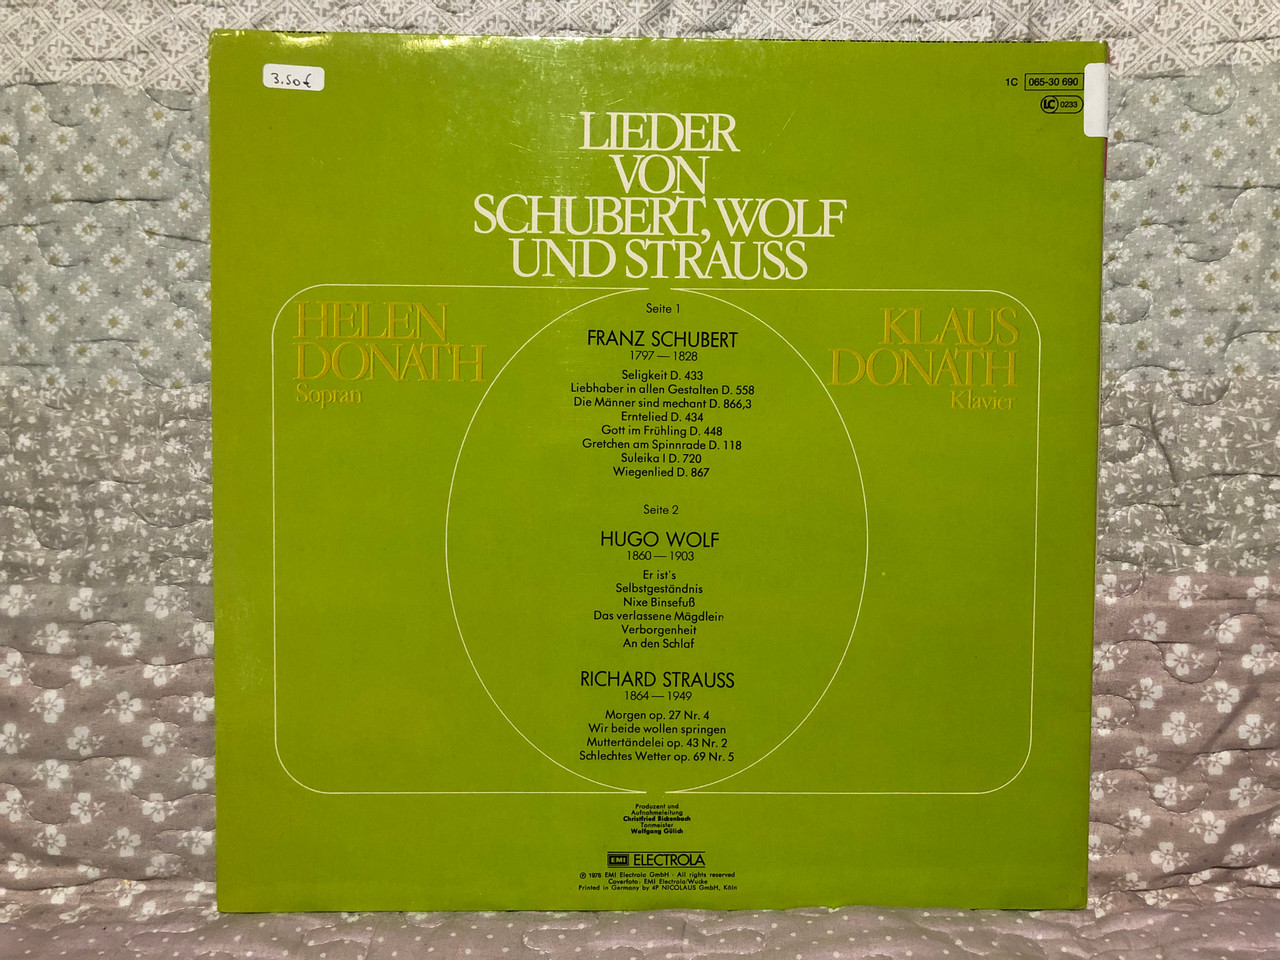 3.50€
1C 065-30 690
LC 0233
LIEDER
VON
SCHUBERT, WOLF
UND STRAUSS
HELEN
DONATH
Sopran
KLAUS
DONATH
Klavier
Seite 1
FRANZ SCHUBERT
1797 — 1828
Seligkeit D. 433
Liebhaber in allen Gestalten D. 558
Die Männer sind mechant D. 866,3
Erntelied D. 434
Gott im Frühling D. 448
Gretchen am Spinnrade D. 118
Suleika I D. 720
Wiegenlied D. 867
Seite 2
HUGO WOLF
1860 — 1903
Er ist's
Selbstgeständnis
Nixe Binsefuß
Das verlassene Mägdlein
Verborgenheit
An den Schlaf
RICHARD STRAUSS
1864 — 1949
Morgen op. 27 Nr. 4
Wir beide wollen springen
Muttertändelei op. 43 Nr. 2
Schlechtes Wetter op. 69 Nr. 5
Produzent und
Aufnahmeleitung
Christfried Bickenbach
Tonmeister
Wolfgang Gülich
EMI ELECTROLA
℗ 1976 EMI Electrola GmbH · All rights reserved
Coverfoto: EMI Electrola/Wucke
Printed in Germany by 4P NICOLAUS GmbH, Köln